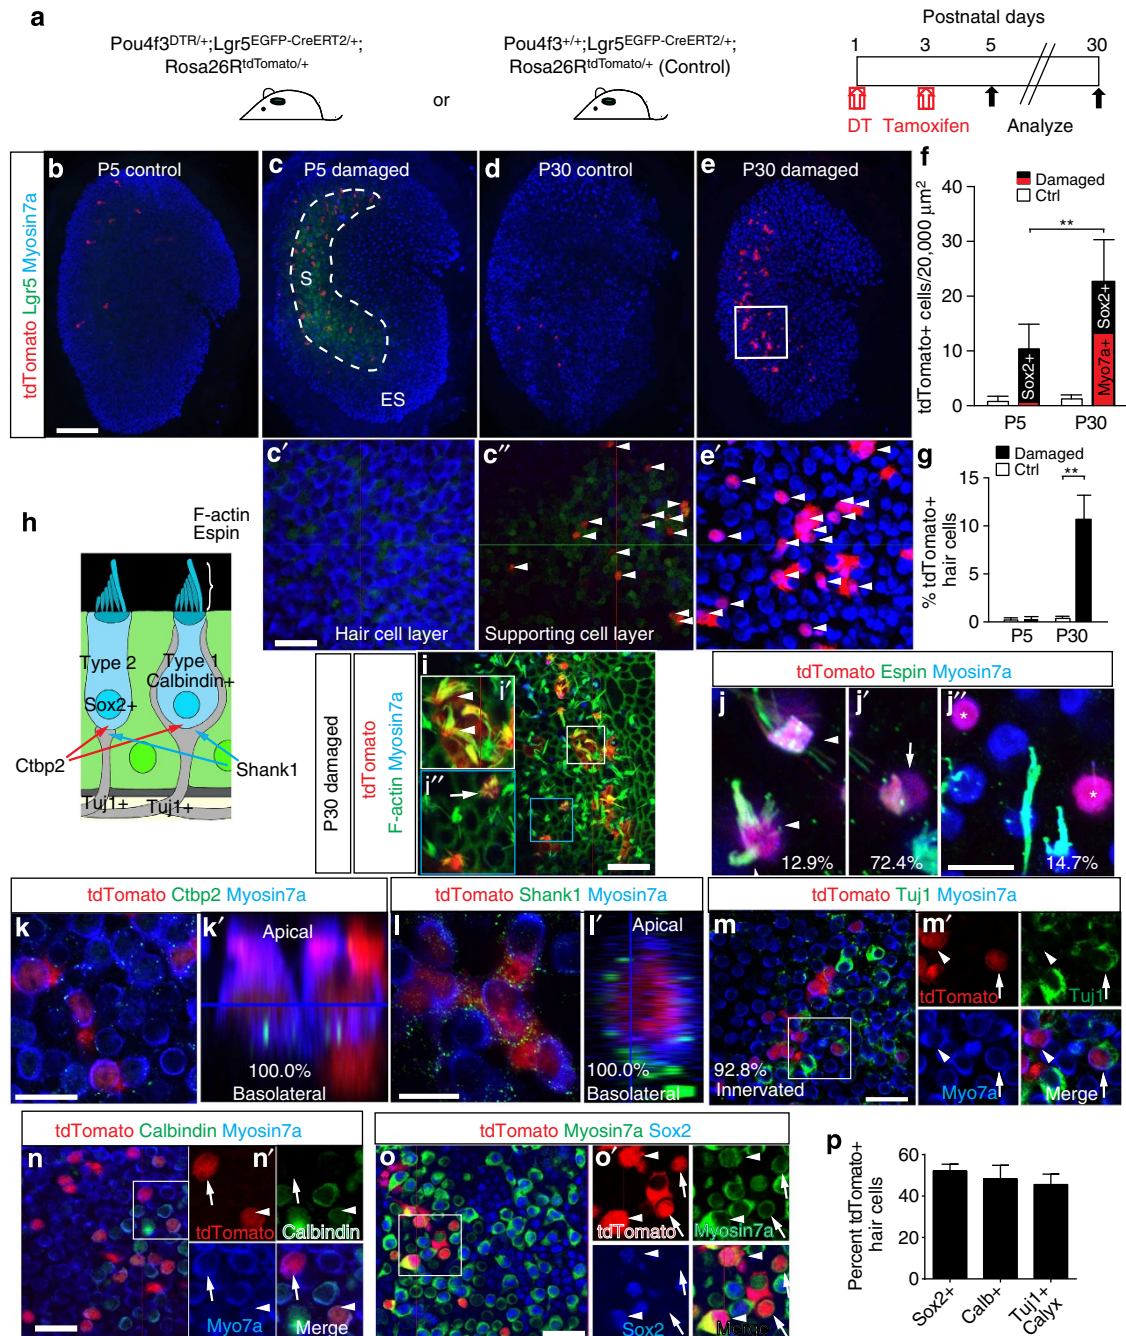 a
Pou4f3DTR/+;Lgr5EGFP-CreERT2/+;
Rosa26RtdTomato/+
or
Pou4f3+/+;Lgr5EGFP-CreERT2/+;
Rosa26RtdTomato/+ (Control)
Postnatal days
1 3 5 30
DT Tamoxifen Analyze
tdTomato Lgr5 Myosin7a
b P5 control
c P5 damaged
S
ES
d P30 control
e P30 damaged
f
tdTomato+ cells/20,000 µm2
Damaged
Ctrl
**
40
30
20
10
0
Sox2+
Sox2+
Myo7a+
P5 P30
c′ Hair cell layer
c″ Supporting cell layer
e′
g
% tdTomato+
hair cells
Damaged
Ctrl
**
15
10
5
0
P5 P30
h
F-actin
Espin
Type 2
Type 1
Calbindin+
Sox2+
Ctbp2
Shank1
Tuj1+
Tuj1+
P30 damaged
tdTomato
F-actin Myosin7a
i
i′
i″
tdTomato Espin Myosin7a
j
12.9%
j′
72.4%
j″
*
*
14.7%
tdTomato Ctbp2 Myosin7a
k
k′
Apical
100.0%
Basolateral
tdTomato Shank1 Myosin7a
l
l′
Apical
100.0%
Basolateral
tdTomato Tuj1 Myosin7a
m
92.8%
Innervated
m′
tdTomato
Tuj1
Myo7a
Merge
tdTomato Calbindin Myosin7a
n
n′
tdTomato
Calbindin
Myo7a
Merge
tdTomato Myosin7a Sox2
o
o′
tdTomato
Myosin7a
Sox2
Merge
p
Percent tdTomato+
hair cells
60
40
20
0
Sox2+
Calb+
Tuj1+
Calyx